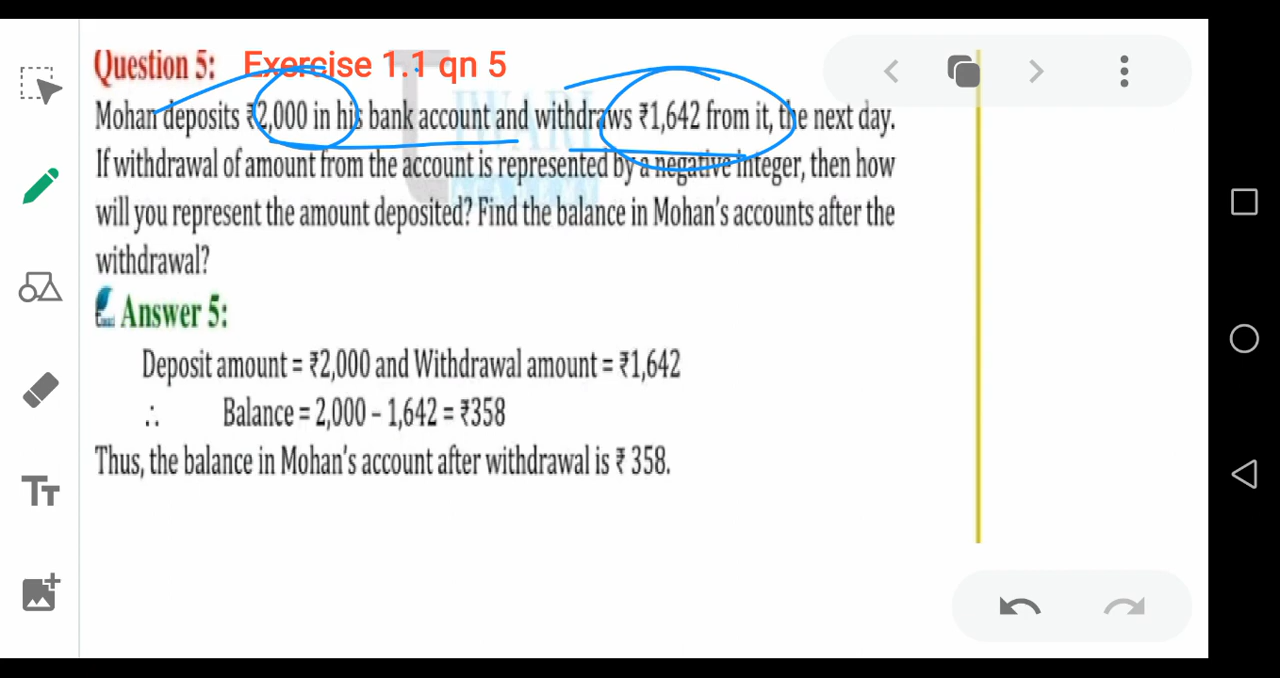 Question 5: Exercise 1.1 qn 5
Mohan deposits ₹2,000 in his bank account and withdraws ₹1,642 from it, the next day.
If withdrawal of amount from the account is represented by a negative integer, then how
will you represent the amount deposited? Find the balance in Mohan's accounts after the
withdrawal?
Answer 5:
Deposit amount = ₹2,000 and Withdrawal amount = ₹1,642
∴ Balance = 2,000 – 1,642 = ₹358
Thus, the balance in Mohan's account after withdrawal is ₹ 358.
TT